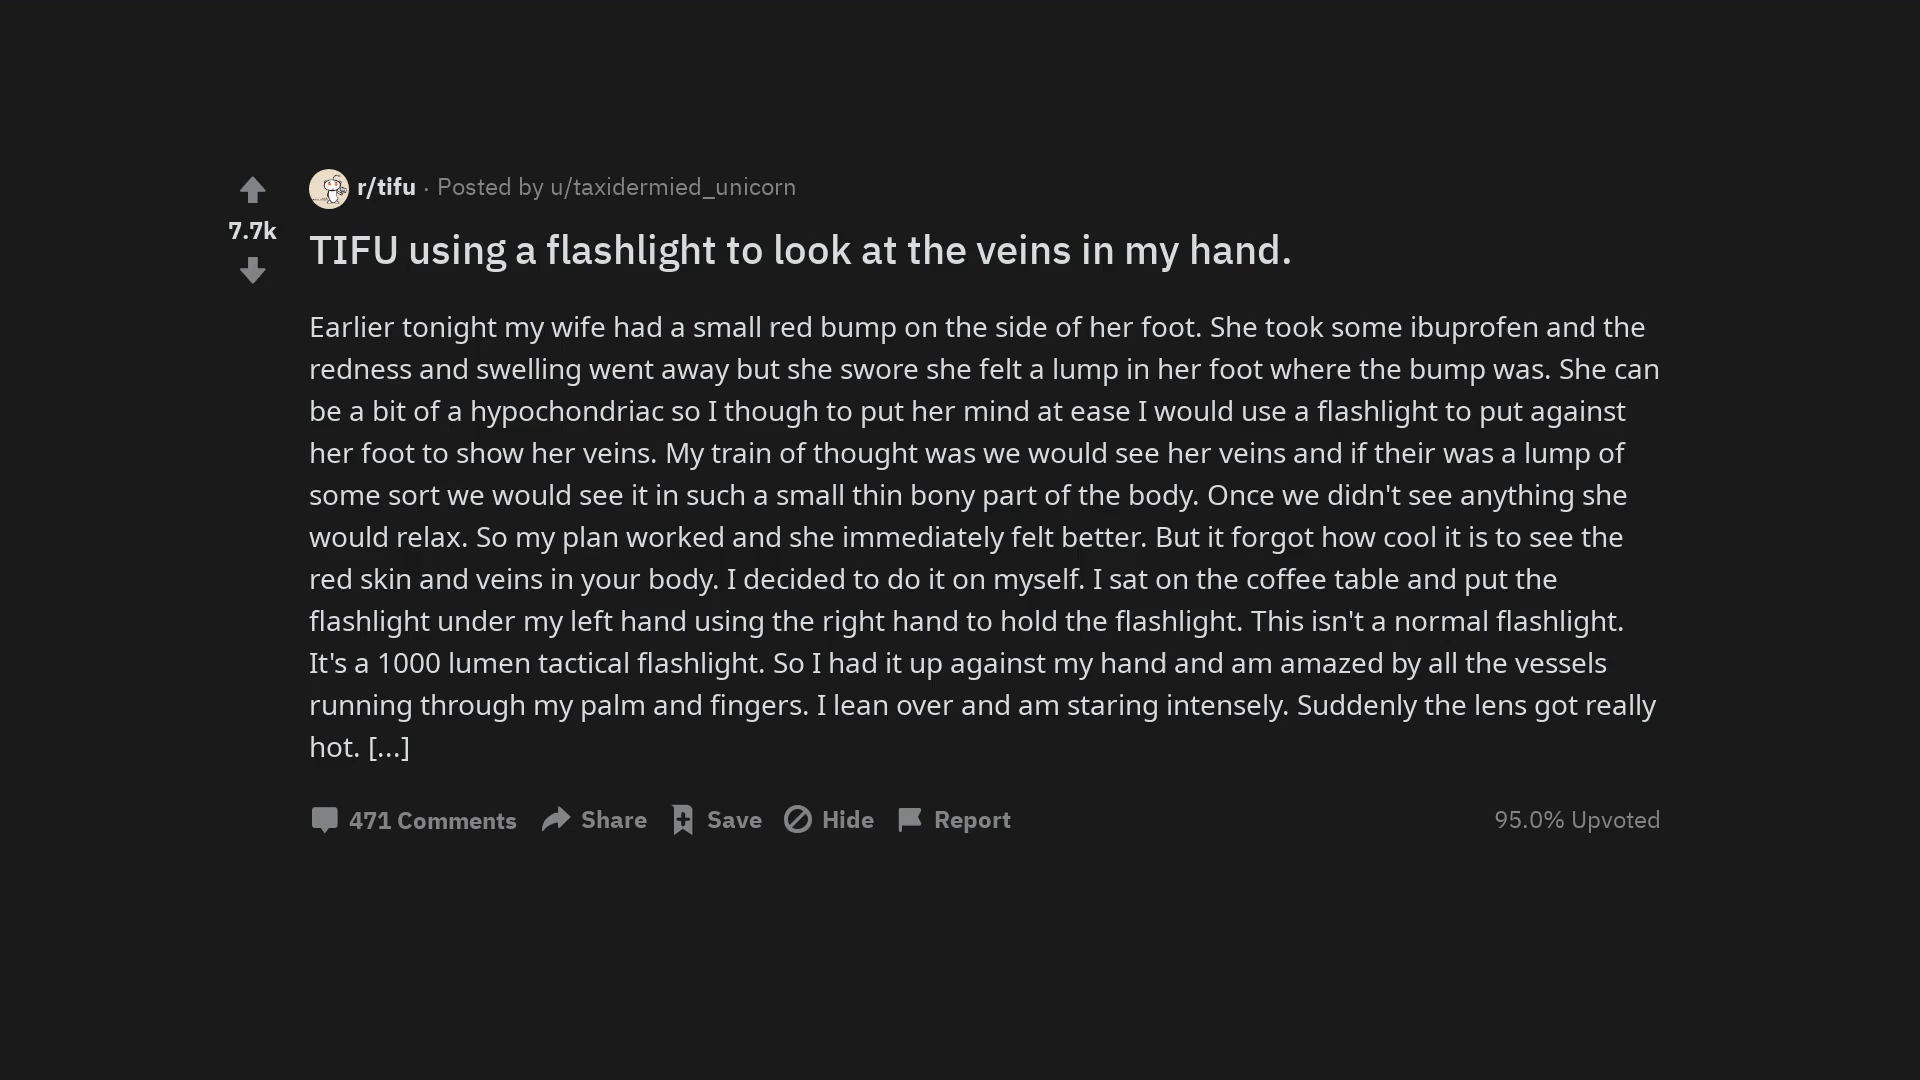 r/tifu · Posted by u/taxidermied_unicorn
7.7k
TIFU using a flashlight to look at the veins in my hand.
Earlier tonight my wife had a small red bump on the side of her foot. She took some ibuprofen and the
redness and swelling went away but she swore she felt a lump in her foot where the bump was. She can
be a bit of a hypochondriac so I though to put her mind at ease I would use a flashlight to put against
her foot to show her veins. My train of thought was we would see her veins and if their was a lump of
some sort we would see it in such a small thin bony part of the body. Once we didn't see anything she
would relax. So my plan worked and she immediately felt better. But it forgot how cool it is to see the
red skin and veins in your body. I decided to do it on myself. I sat on the coffee table and put the
flashlight under my left hand using the right hand to hold the flashlight. This isn't a normal flashlight.
It's a 1000 lumen tactical flashlight. So I had it up against my hand and am amazed by all the vessels
running through my palm and fingers. I lean over and am staring intensely. Suddenly the lens got really
hot. [...]
471 Comments Share Save Hide Report 95.0% Upvoted